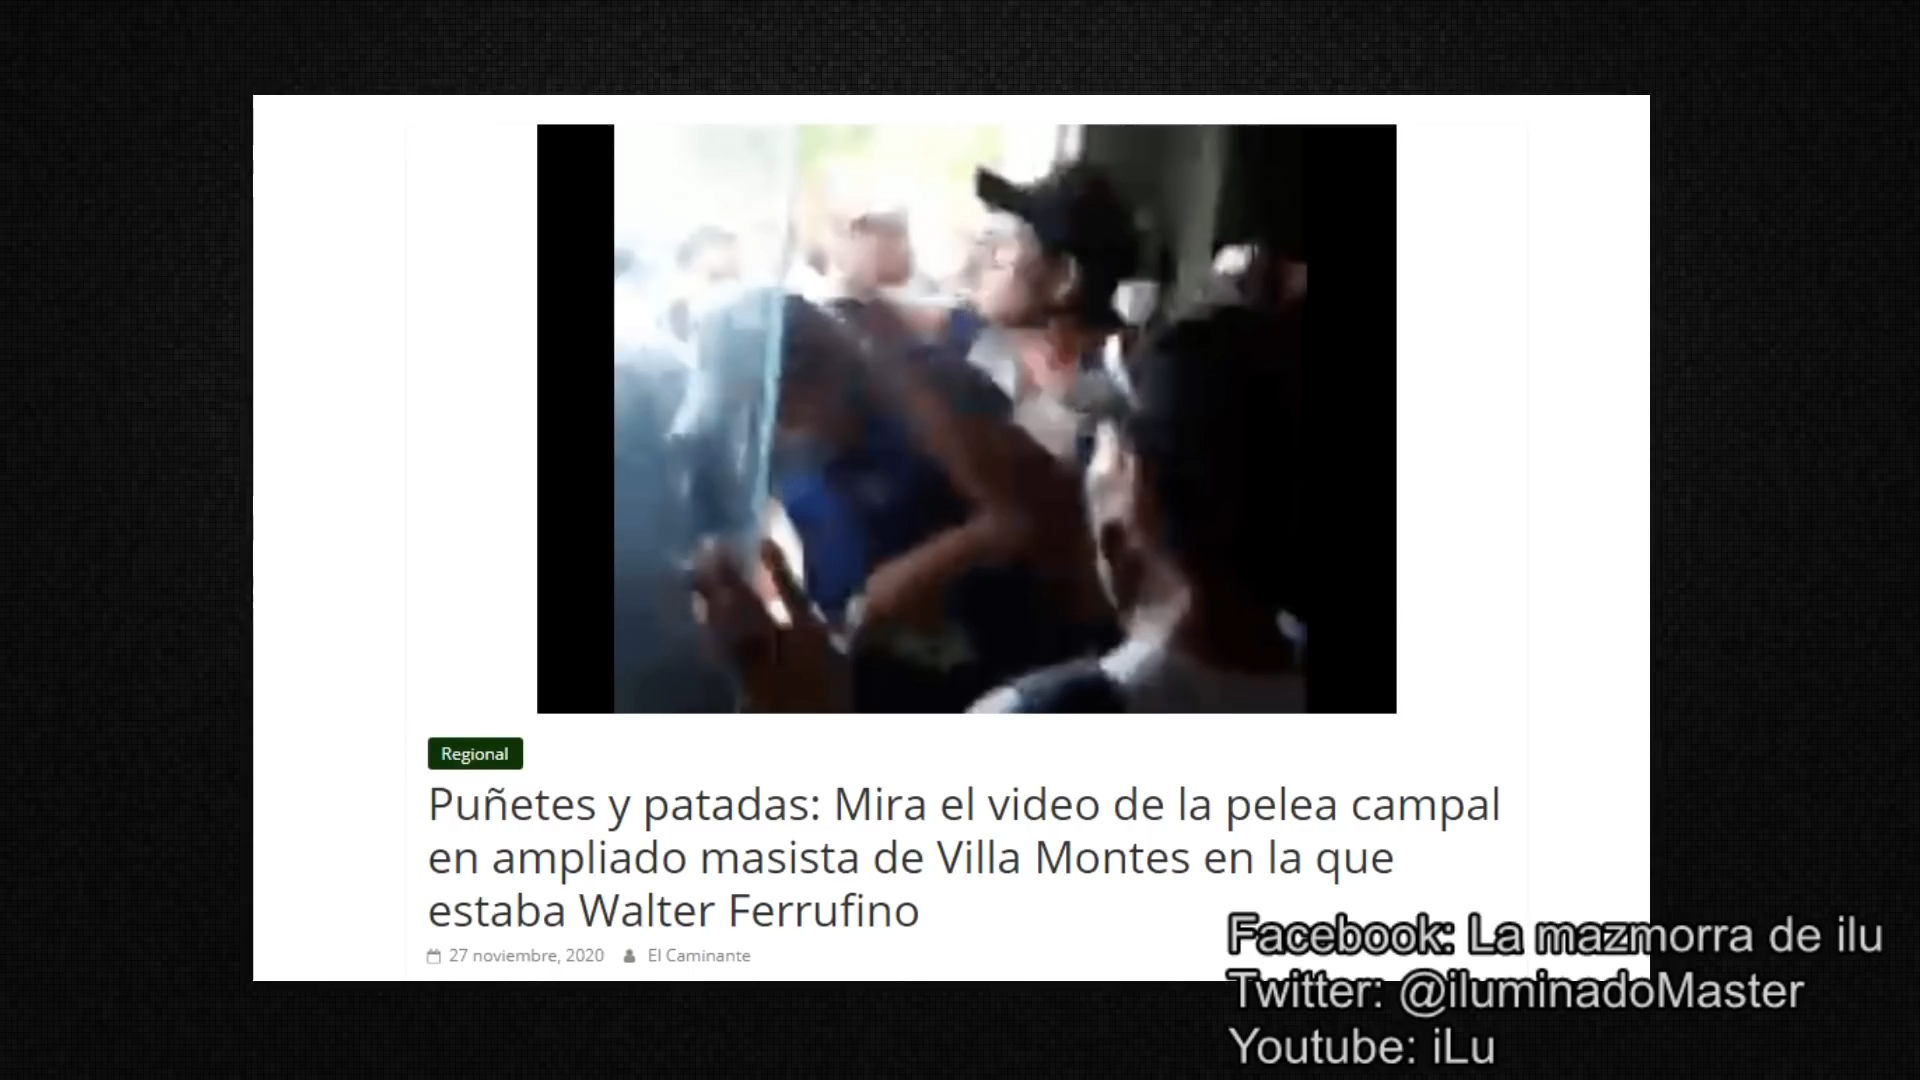 Regional
Puñetes y patadas: Mira el video de la pelea campal
en ampliado masista de Villa Montes en la que
estaba Walter Ferrufino
27 noviembre, 2020 El Caminante
Facebook: La mazmorra de ilu
Twitter: @iluminadoMaster
Youtube: iLu